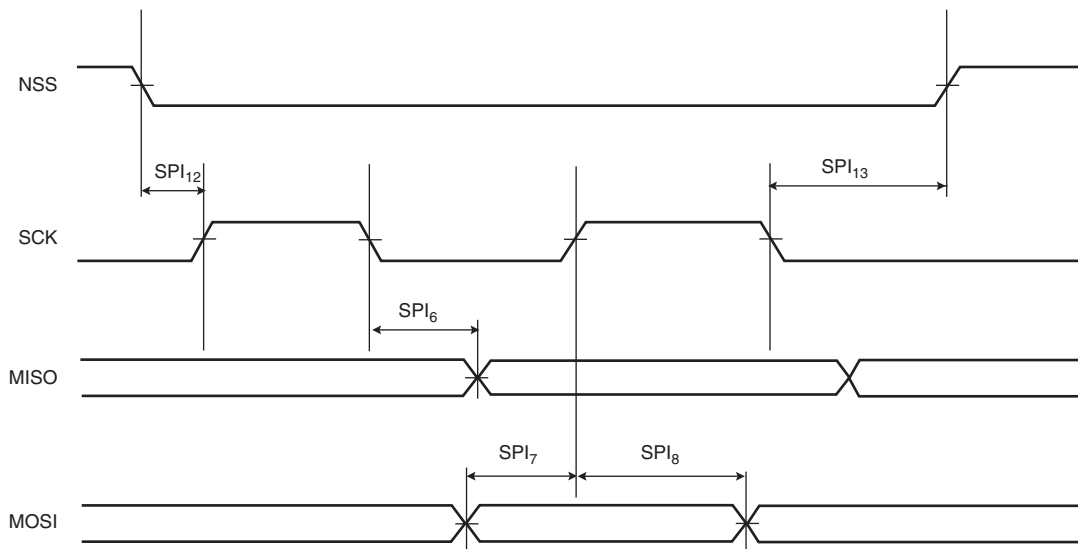 NSS
SPI₁₂
SPI₁₃
SCK
SPI₆
MISO
SPI₇
SPI₈
MOSI